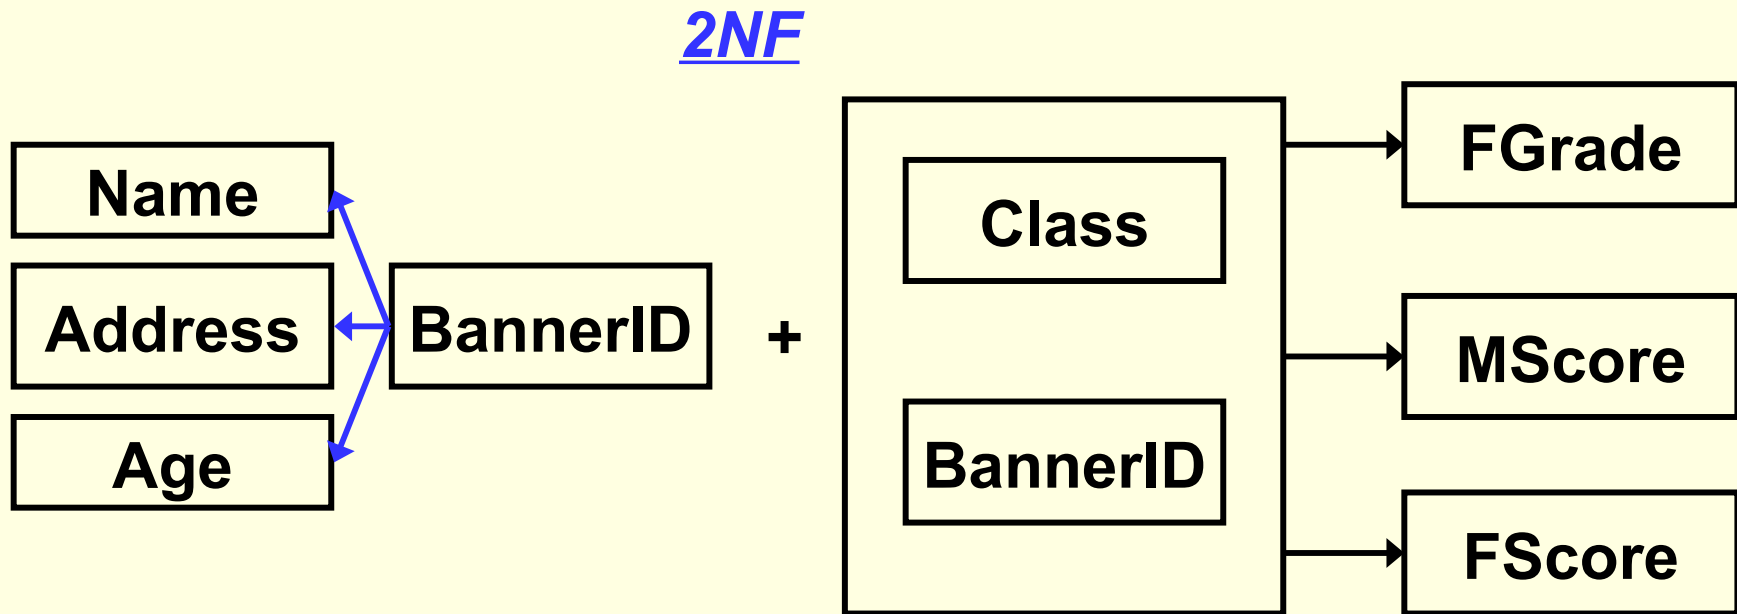 2NF
Name
Address
Age
BannerID
+
Class
BannerID
FGrade
MScore
FScore